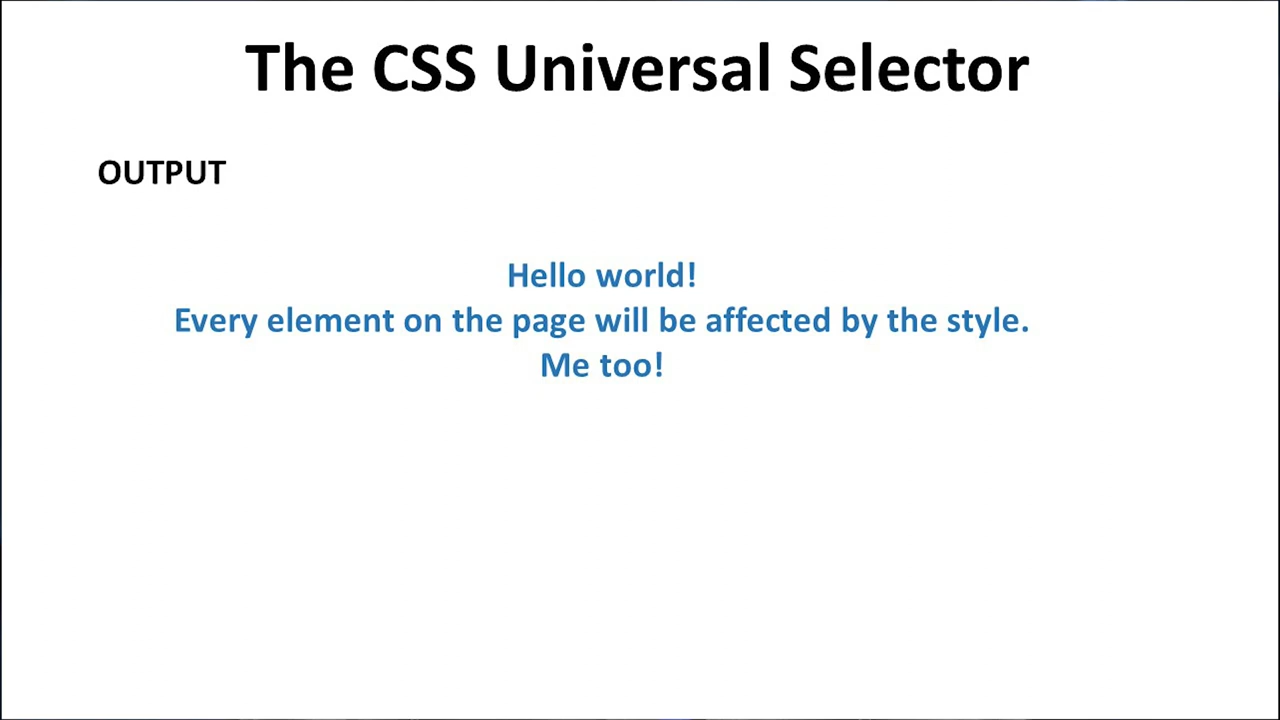 The CSS Universal Selector
OUTPUT
Hello world!
Every element on the page will be affected by the style.
Me too!